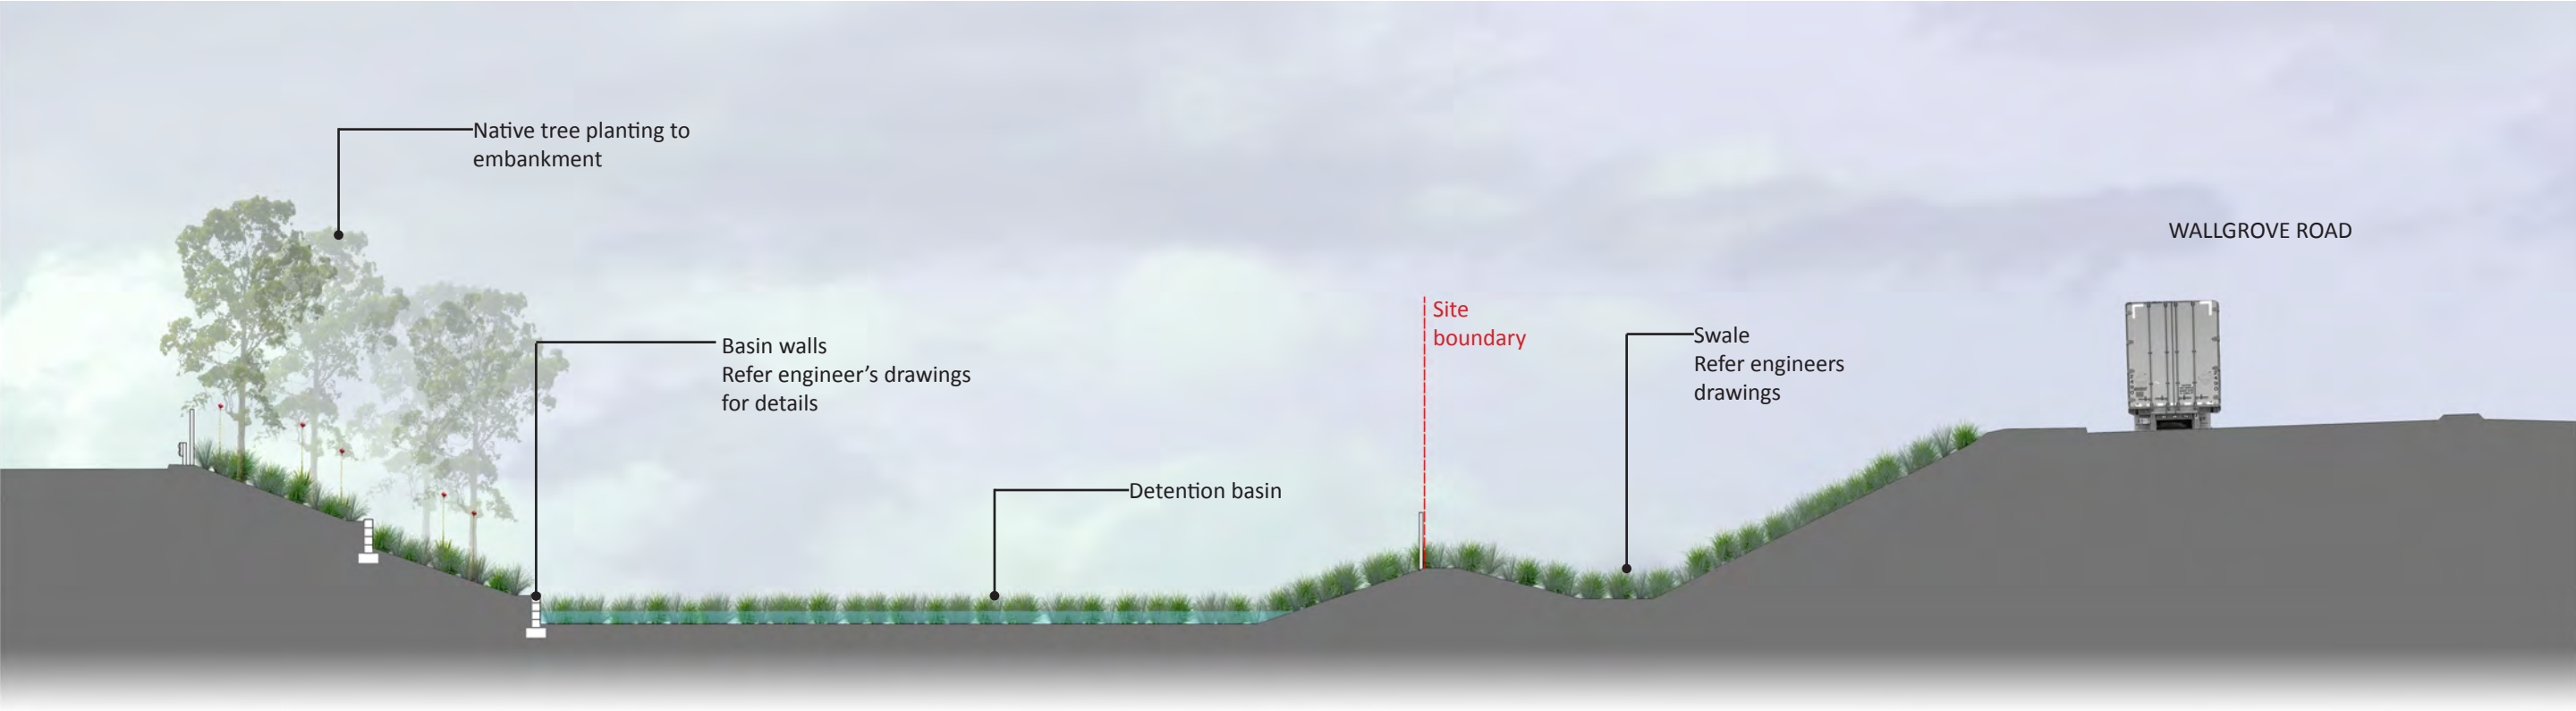 Native tree planting to
embankment
WALLGROVE ROAD
Site
boundary
Basin walls
Refer engineer's drawings
for details
Swale
Refer engineers
drawings
Detention basin